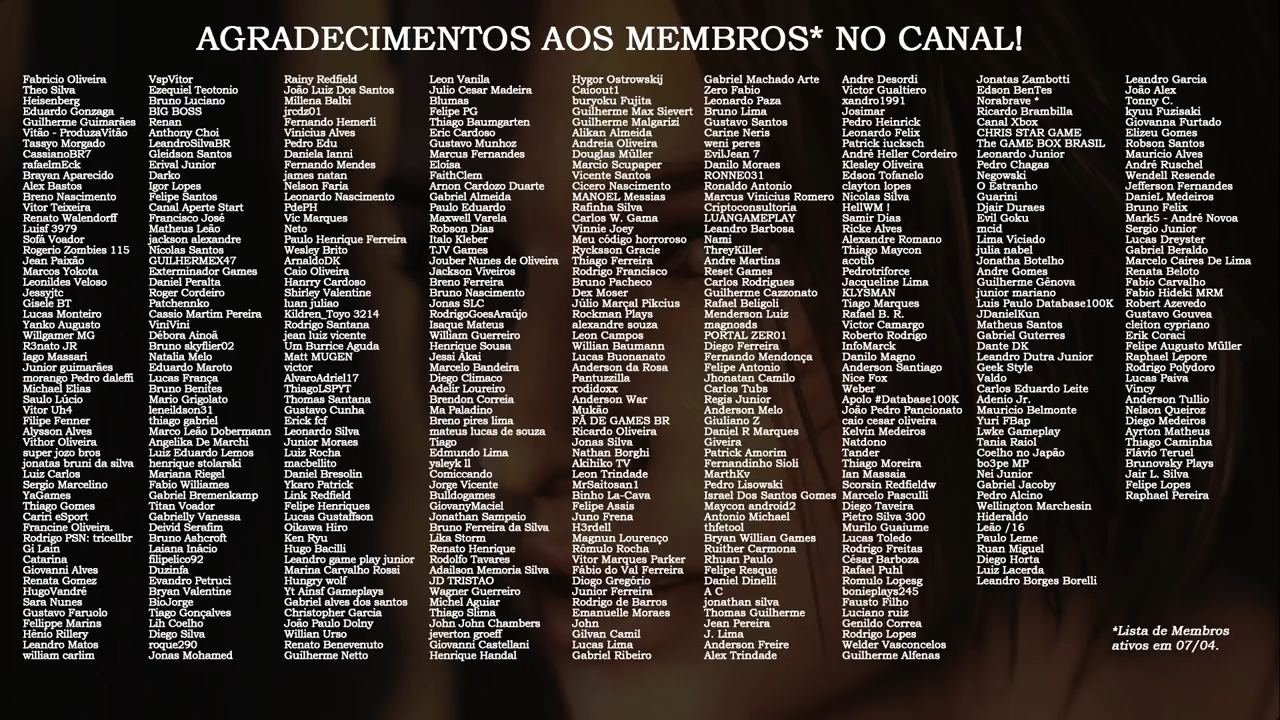 AGRADECIMENTOS AOS MEMBROS* NO CANAL!
Fabricio Oliveira
Theo Silva
Heisenberg
Eduardo Gonzaga
Guilherme Guimarães
Vitão - ProduzaVitão
Tassyo Morgado
CassianoBR7
rafaelmEck
Brayan Aparecido
Alex Bastos
Breno Nascimento
Vitor Teixeira
Renato Walendorff
Luisf 3979
Sofá Voador
Rogerio Zombies 115
Jean Paixão
Marcos Yokota
Leonildes Veloso
Jessyjtc
Gisele BT
Lucas Monteiro
Yanko Augusto
Willgamer MG
R3nato JR
Iago Massari
Junior guimarães
morango Pedro daleffi
Michael Elias
Saulo Lúcio
Vitor Uh4
Filipe Fenner
Alysson Alves
Vithor Oliveira
super jozo bros
jonatas bruni da silva
Luiz Carlos
Sergio Marcelino
YaGames
Thiago Gomes
Cariri eSport
Francine Oliveira.
Rodrigo PSN: tricellbr
Gi Lain
Catarina
Giovanni Alves
Renata Gomez
HugoVandré
Sara Nunes
Gustavo Faruolo
Fellippe Marins
Hênio Rillery
Leandro Matos
william carlim
VspVitor
Ezequiel Teotonio
Bruno Luciano
BIG BOSS
Renan
Anthony Choi
LeandroSilvaBR
Gleidson Santos
Erival Junior
Darko
Igor Lopes
Felipe Santos
Canal Aperte Start
Francisco José
Matheus Leão
jackson alexandre
Nicolas Santos
GUILHERMEX47
Exterminador Games
Daniel Peralta
Roger Cordeiro
Patchenko
Cassio Martim Pereira
ViniVini
Débora Ainoã
Bruno skyflier02
Natalia Melo
Eduardo Maroto
Lucas França
Bruno Benites
Mario Grigolato
leneildson31
thiago gabriel
Marco Leão Dobermann
Angelika De Marchi
Luiz Eduardo Lemos
henrique stolarski
Mariana Riegel
Fabio Williames
Gabriel Bremenkamp
Titan Voador
Gabrielly Vanessa
Deivid Serafim
Bruno Ashcroft
Laiana Inácio
filipelico92
Duzinfa
Evandro Petruci
Bryan Valentine
BioJorge
Tiago Gonçalves
Lih Coelho
Diego Silva
roque290
Jonas Mohamed
Rainy Redfield
João Luiz Dos Santos
Millena Balbi
jrodz01
Fernando Hemerli
Vinicius Alves
Pedro Edu
Daniela Ianni
Fernando Mendes
james natan
Nelson Faria
Leonardo Nascimento
PdePH
Vic Marques
Neto
Paulo Henrique Ferreira
Wesley Brito
ArnaldoDK
Caio Oliveira
Hanrry Cardoso
Shirley Valentine
luan juliao
Kildren_Toyo 3214
Rodrigo Santana
jean luiz vicente
Um Burrice Aguda
Matt MUGEN
victor
AlvaroAdriel17
ThiagoLSPYT
Thomas Santana
Gustavo Cunha
Erick fcf
Leonardo Silva
Junior Moraes
Luiz Rocha
macbellito
Daniel Bresolin
Ykaro Patrick
Link Redfield
Felipe Henriques
Lucas Gustaffson
Oikawa Hiro
Ken Ryu
Hugo Bacilli
Leandro game play junior
Marina Carvalho Rossi
Hungry wolf
Yt Ainsf Gameplays
Gabriel alves dos santos
Christopher Garcia
João Paulo Dolny
Willian Urso
Renato Benevenuto
Guilherme Netto
Leon Vanila
Julio Cesar Madeira
Blumas
Felipe PG
Thiago Baumgarten
Eric Cardoso
Gustavo Munhoz
Marcus Fernandes
Eloísa
FaithClem
Arnon Cardozo Duarte
Gabriel Almeida
Paulo Eduardo
Maxwell Varela
Robson Dias
Italo Kleber
TJV Games
Jouber Nunes de Oliveira
Jackson Viveiros
Breno Ferreira
Bruno Nascimento
Jonas SLC
RodrigoGoesAraújo
Isaque Mateus
William Guerreiro
Henrique Sousa
Jessi Akai
Marcelo Bandeira
Diego Climaco
Adelir Loureiro
Brendon Correia
Ma Paladino
Breno pires lima
mateus lucas de souza
Tiago
Edmundo Lima
ysleyk ll
Comiccando
Jorge Vicente
Bulldogames
GiovanyMaciel
Jonathan Sampaio
Bruno Ferreira da Silva
Lika Storm
Renato Henrique
Rodolfo Tavares
Adailson Memoria Silva
JD TRISTAO
Wagner Guerreiro
Michel Aguiar
Thiago Slima
John John Chambers
jeverton groeff
Giovanni Castellani
Henrique Handal
Hygor Ostrowskij
Caioout1
buryoku Fujita
Guilherme Max Sievert
Guilherme Malgarizi
Alikan Almeida
Andreia Oliveira
Douglas Müller
Marcio Scupaper
Vicente Santos
Cicero Nascimento
MANOEL Messias
Rafinha Silva
Carlos W. Gama
Vinnie Joey
Meu código horroroso
Rycksson Gracie
Thiago Ferreira
Rodrigo Francisco
Bruno Pacheco
Dex Moser
Júlio Marçal Pikcius
Rockman Plays
alexandre souza
Leon Campos
Willian Baumann
Lucas Buonanato
Anderson da Rosa
Pantuzzilla
rodidoxx
Anderson War
Mukão
FÃ DE GAMES BR
Ricardo Oliveira
Jonas Silva
Nathan Borghi
Akihiko TV
Leon Trindade
MrSaitosan1
Binho La-Cava
Felipe Assis
Juno Frena
H3rdell
Magnun Lourenço
Rômulo Rocha
Vitor Marques Parker
Fábio do Val Ferreira
Diogo Gregório
Junior Ferreira
Rodrigo de Barros
Emanuelle Moraes
John
Gilvan Camil
Lucas Lima
Gabriel Ribeiro
Gabriel Machado Arte
Zero Fabio
Leonardo Paza
Bruno Lima
Gustavo Santos
Carine Neris
weni peres
EvilJean 7
Danilo Moraes
RONNE031
Ronaldo Antonio
Marcus Vinicius Romero
Criptoconsultoria
LUANGAMEPLAY
Leandro Barbosa
Nami
ThreyKiller
Andre Martins
Reset Games
Carlos Rodrigues
Guilherme Cazzonato
Rafael Beligoli
Menderson Luiz
magnosds
PORTAL ZER01
Diego Ferreira
Fernando Mendonça
Felipe Antonio
Jhonatan Camilo
Carlos Tubs
Regis Junior
Anderson Melo
Giuliano Z
Daniel R Marques
Giveira
Patrick Amorim
Fernandinho Sioli
MarthKv
Pedro Lisowski
Israel Dos Santos Gomes
Maycon android2
Antonio Michael
thfetool
Bryan Willian Games
Ruither Carmona
Rhuan Paulo
Felipe Resque
Daniel Dinelli
A C
jonathan silva
Thomas Guilherme
Jean Pereira
J. Lima
Anderson Freire
Alex Trindade
Andre Desordi
Victor Gualtiero
xandro1991
Josimar
Pedro Heinrick
Leonardo Felix
Patrick iucksch
André Heller Cordeiro
Klesley Oliveira
Edson Tofanelo
clayton lopes
Nicolas Silva
HellWM !
Samir Dias
Ricke Alves
Alexandre Romano
Thiago Maycon
acotib
Pedrotriforce
Jacqueline Lima
KLYSMAN
Tiago Marques
Rafael B. R.
Victor Camargo
Roberto Rodrigo
InfoMarck
Danilo Magno
Anderson Santiago
Nice Fox
Weber
Apolo #Database100K
João Pedro Pancionato
caio cesar oliveira
Kelvin Medeiros
Natdono
Tander
Thiago Moreira
Ian Massaia
Scorsin Redfieldw
Marcelo Pasculli
Diego Taveira
Pietro Silva 300
Murilo Guaiume
Lucas Toledo
Rodrigo Freitas
César Barboza
Rafael Puhl
Romulo Lopesg
bonieplays245
Fausto Filho
Luciano ruiz
Genildo Correa
Rodrigo Lopes
Welder Vasconcelos
Guilherme Alfenas
Jonatas Zambotti
Edson BenTes
Norabrave *
Ricardo Brambilla
Canal Xbox
CHRIS STAR GAME
The GAME BOX BRASIL
Leonardo Junior
Pedro Chagas
Negowski
O Estranho
Guarini
Djair Duraes
Evil Goku
mcid
Lima Viciado
julia nabel
Jonatha Botelho
Andre Gomes
Guilherme Gênova
junior mariano
Luis Paulo Database100K
JDanielKun
Matheus Santos
Gabriel Guterres
Dante DK
Leandro Dutra Junior
Geek Style
Valdo
Carlos Eduardo Leite
Adenio Jr.
Mauricio Belmonte
Yuri FBap
Lwke Gameplay
Tania Raiol
Coelho no Japão
bo3pe MP
Nei Junior
Gabriel Jacoby
Pedro Alcino
Wellington Marchesin
Hideraldo
Leão /16
Paulo Leme
Ruan Miguel
Diego Horta
Luiz Lacerda
Leandro Borges Borelli
Leandro Garcia
João Alex
Tonny C.
kyuu Fuzisaki
Giovanna Furtado
Elizeu Gomes
Robson Santos
Mauricio Alves
André Ruschel
Wendell Resende
Jefferson Fernandes
DanieL Medeiros
Bruno Felix
Mark5 - André Novoa
Sergio Junior
Lucas Dreyster
Gabriel Beraldo
Marcelo Caires De Lima
Renata Beloto
Fabio Carvalho
Fabio Hideki MRM
Robert Azevedo
Gustavo Gouvea
cleiton cypriano
Erik Coraci
Felipe Augusto Müller
Raphael Lepore
Rodrigo Polydoro
Lucas Paiva
Wincy
Anderson Tullio
Nelson Queiroz
Diego Medeiros
Ayrton Matheus
Thiago Caminha
Flávio Teruel
Brunovsky Plays
Jair L. Silva
Felipe Lopes
Raphael Pereira
*Lista de Membros
ativos em 07/04.